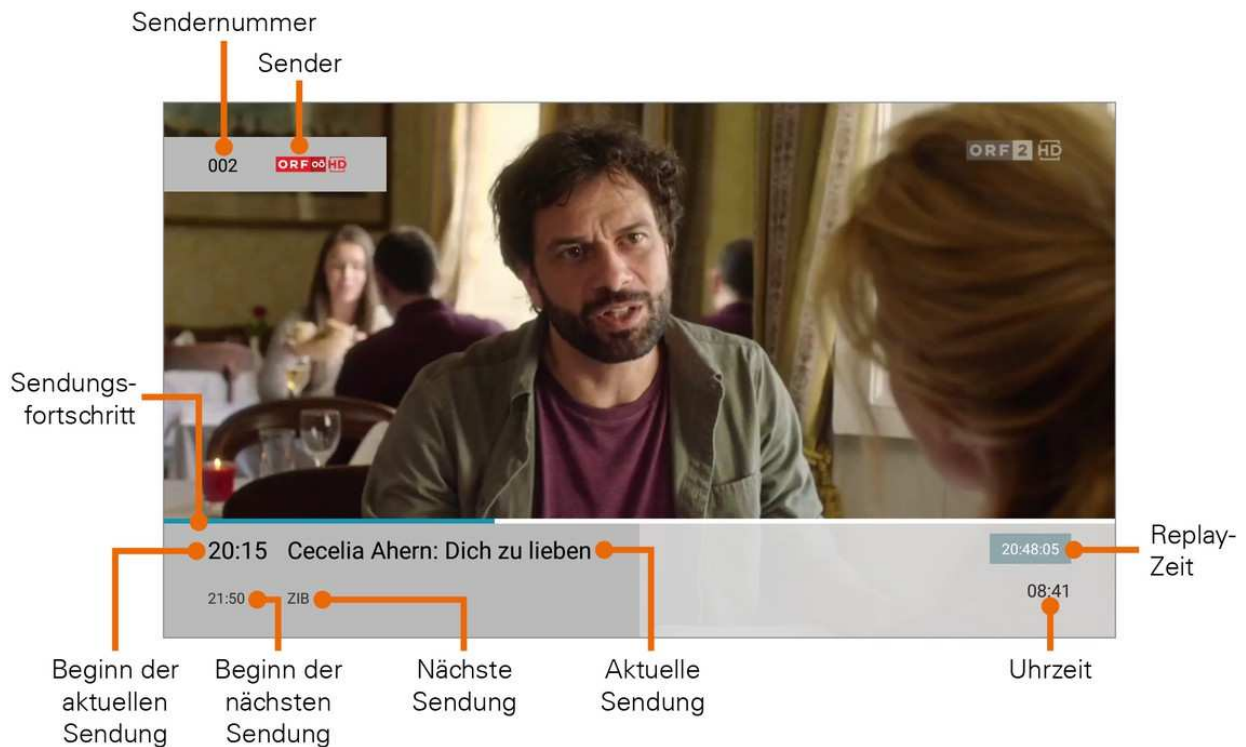 Sendernummer
Sender
002 ORF oö HD
ORF 2 HD
Sendungs-
fortschritt
20:15 Cecelia Ahern: Dich zu lieben
20:48:05
Replay-
Zeit
21:50 ZIB
08:41
Beginn der
aktuellen
Sendung
Beginn der
nächsten
Sendung
Nächste
Sendung
Aktuelle
Sendung
Uhrzeit